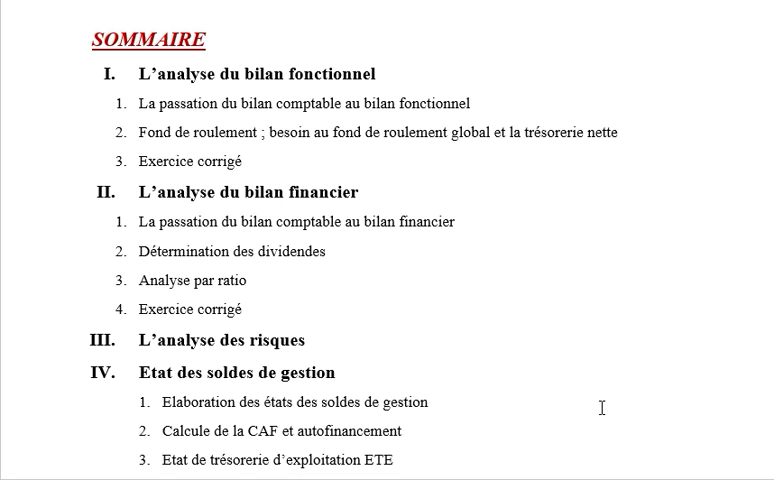 SOMMAIRE
I. L’analyse du bilan fonctionnel
1. La passation du bilan comptable au bilan fonctionnel
2. Fond de roulement ; besoin au fond de roulement global et la trésorerie nette
3. Exercice corrigé
II. L’analyse du bilan financier
1. La passation du bilan comptable au bilan financier
2. Détermination des dividendes
3. Analyse par ratio
4. Exercice corrigé
III. L’analyse des risques
IV. Etat des soldes de gestion
1. Elaboration des états des soldes de gestion
2. Calcule de la CAF et autofinancement
3. Etat de trésorerie d’exploitation ETE